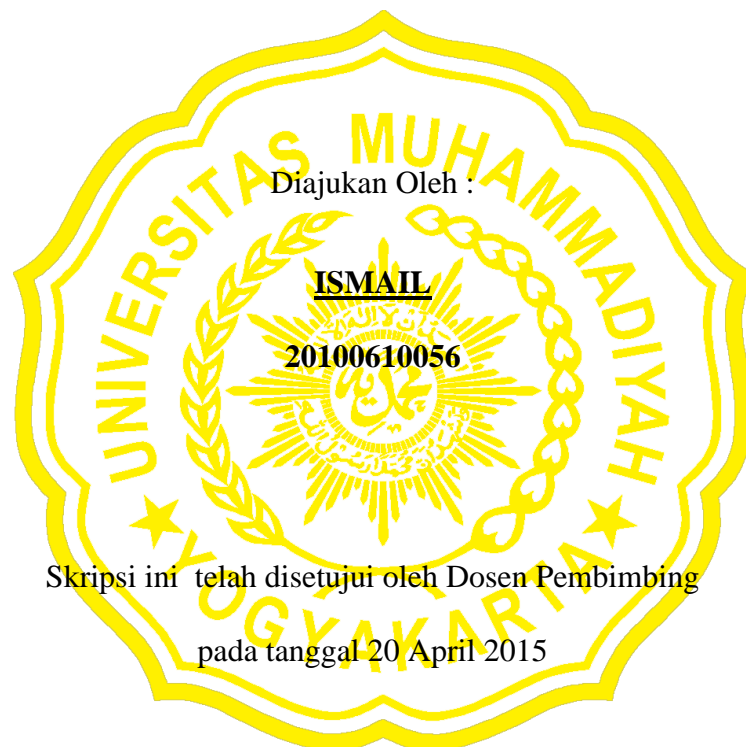 UNIVERSITAS MUHAMMADIYAH
YOGYAKARTA
Diajukan Oleh :
ISMAIL
20100610056
Skripsi ini telah disetujui oleh Dosen Pembimbing
pada tanggal 20 April 2015